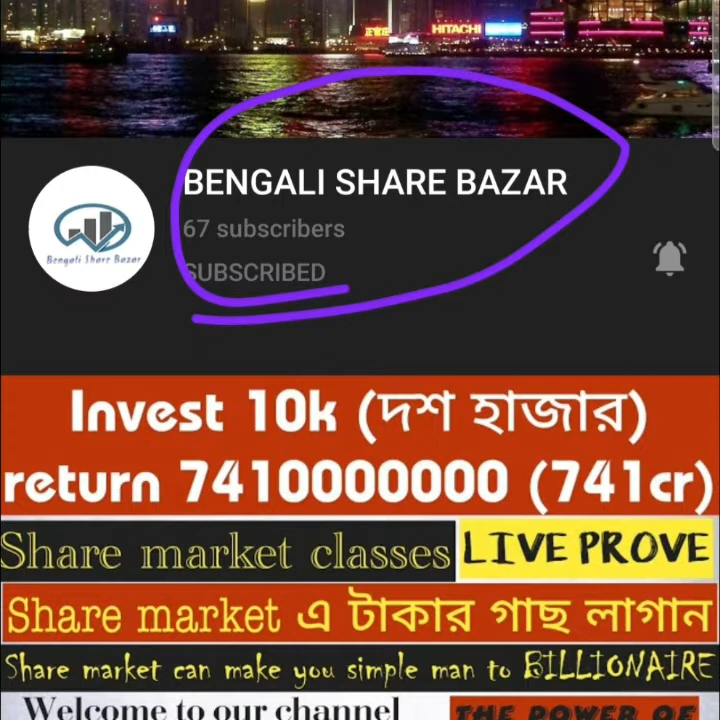 HITACHI
BENGALI SHARE BAZAR
67 subscribers
SUBSCRIBED
Bengali Share Bazar
Invest 10k (দশ হাজার)
return 7410000000 (741cr)
Share market classes LIVE PROVE
Share market এ টাকার গাছ লাগান
Share market can make you simple man to BILLIONAIRE
Welcome to our channel THE POWER OF